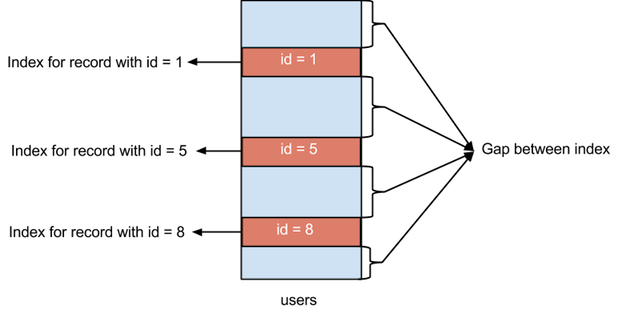 Index for record with id = 1
id = 1
Index for record with id = 5
id = 5
Gap between index
Index for record with id = 8
id = 8
users